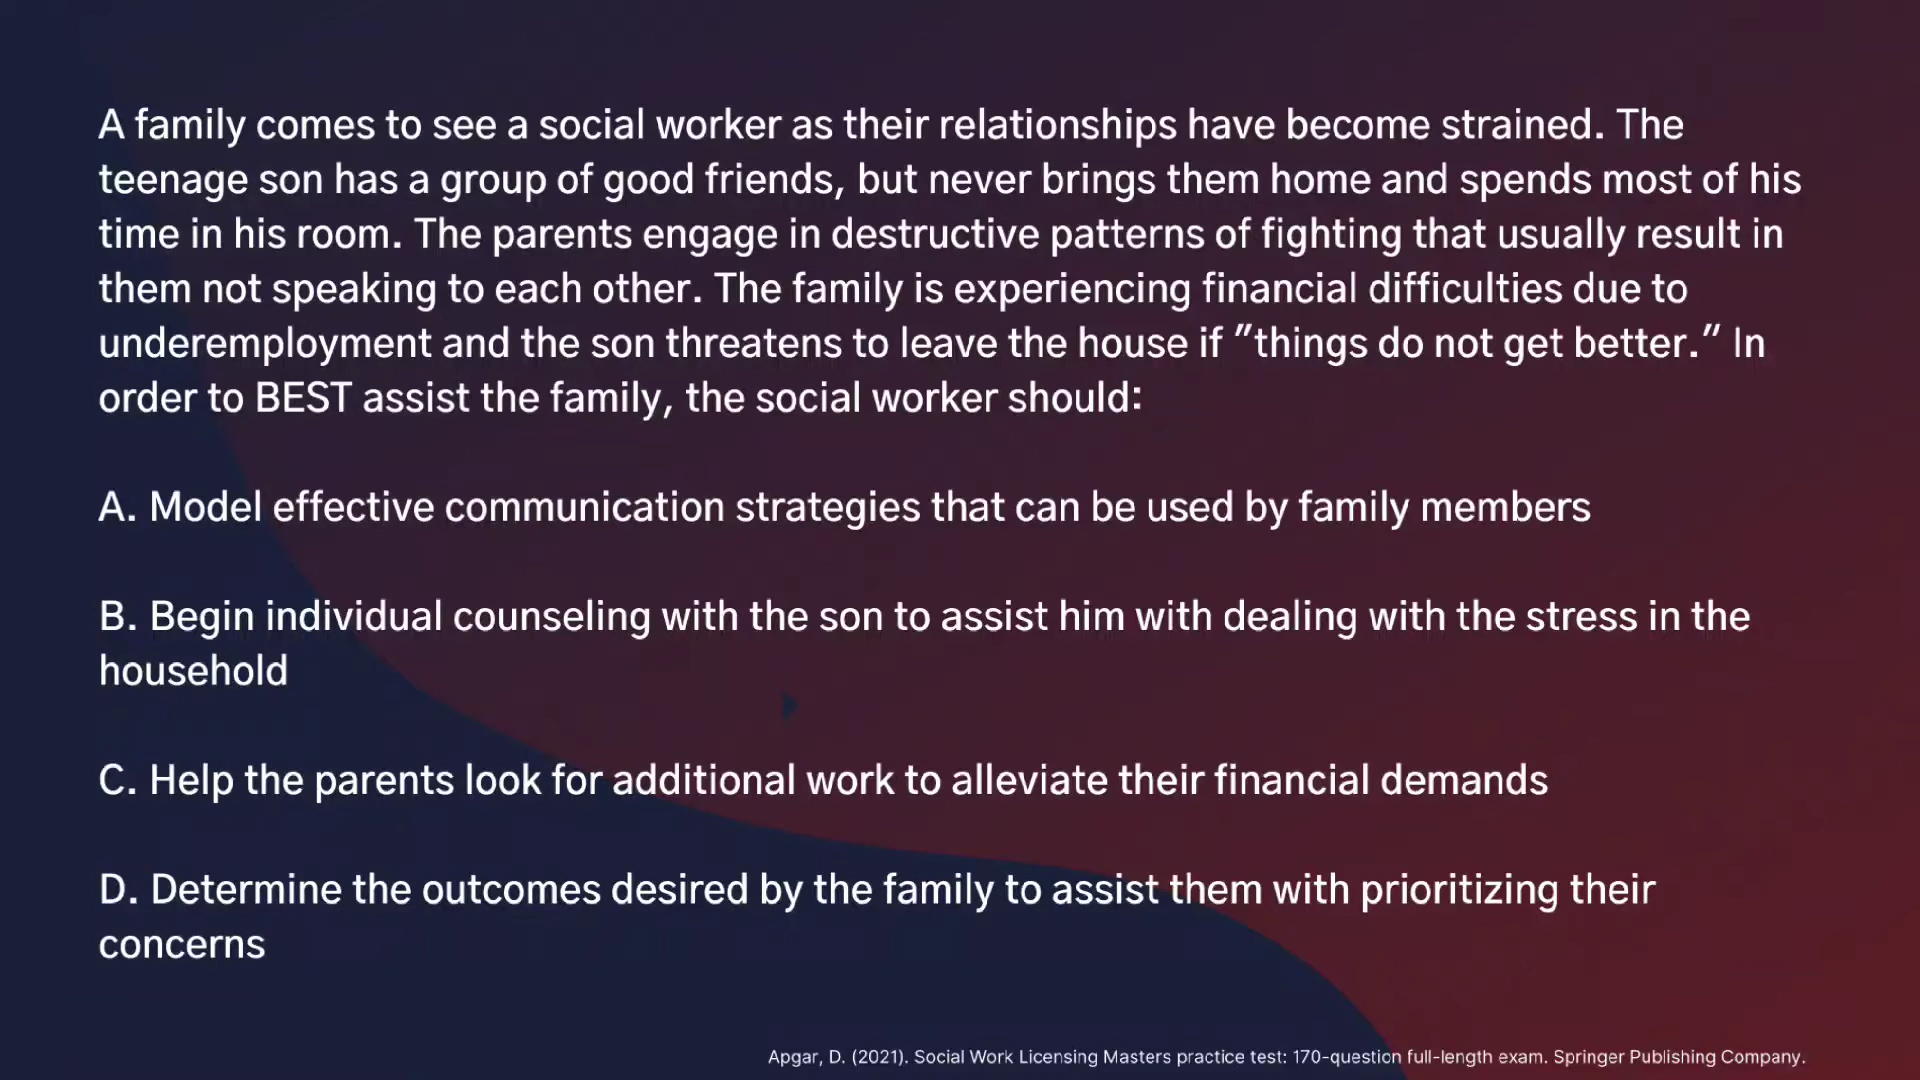 A family comes to see a social worker as their relationships have become strained. The
teenage son has a group of good friends, but never brings them home and spends most of his
time in his room. The parents engage in destructive patterns of fighting that usually result in
them not speaking to each other. The family is experiencing financial difficulties due to
underemployment and the son threatens to leave the house if "things do not get better." In
order to BEST assist the family, the social worker should:
A. Model effective communication strategies that can be used by family members
B. Begin individual counseling with the son to assist him with dealing with the stress in the
household
C. Help the parents look for additional work to alleviate their financial demands
D. Determine the outcomes desired by the family to assist them with prioritizing their
concerns
Apgar, D. (2021). Social Work Licensing Masters practice test: 170-question full-length exam. Springer Publishing Company.